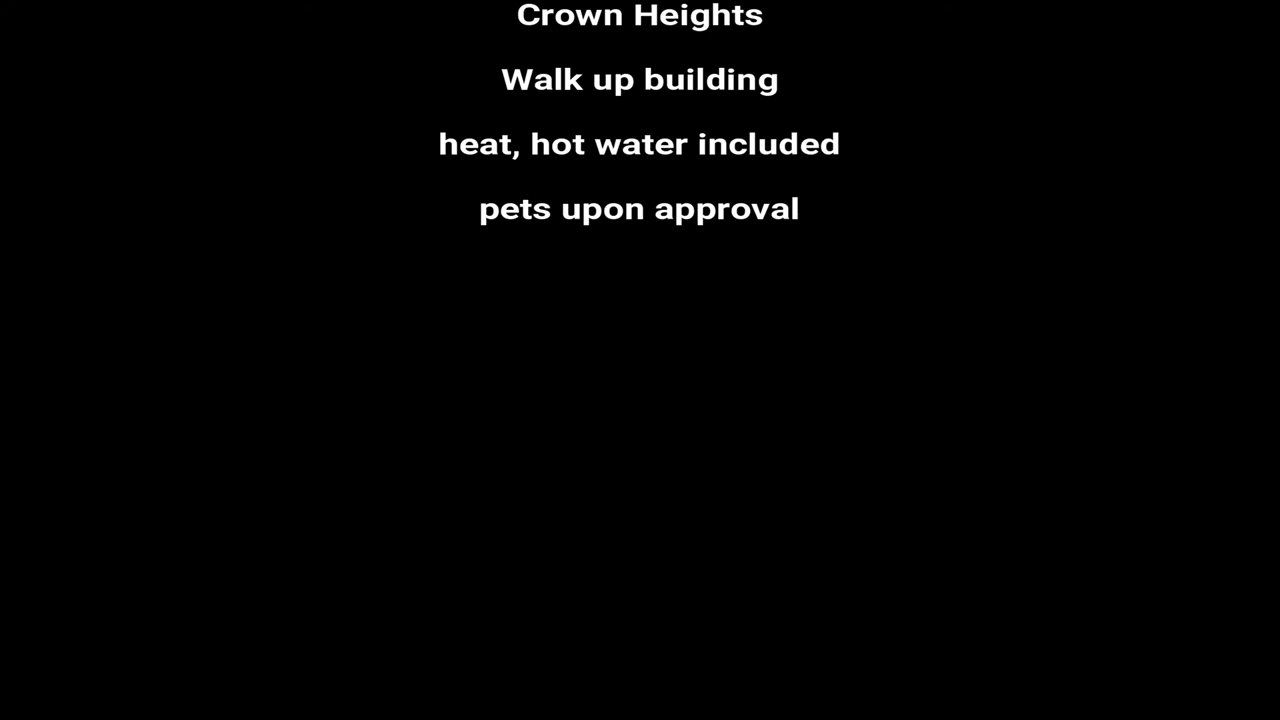 Crown Heights
Walk up building
heat, hot water included
pets upon approval